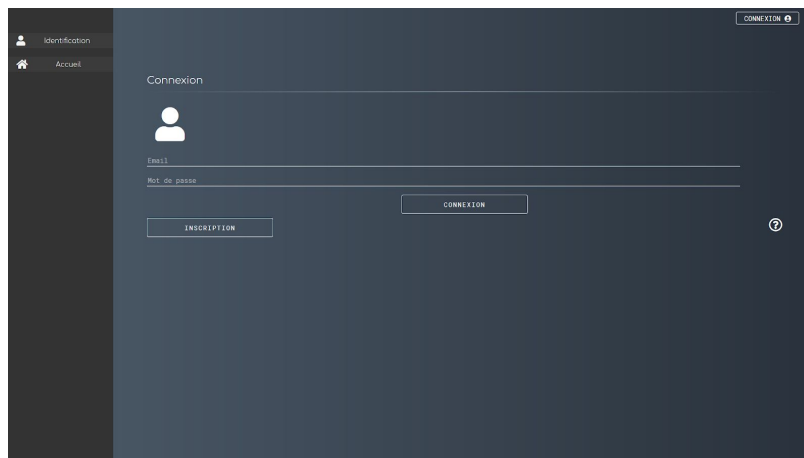 CONNEXION
Identification
Accueil
Connexion
Email
Mot de passe
CONNEXION
INSCRIPTION
?